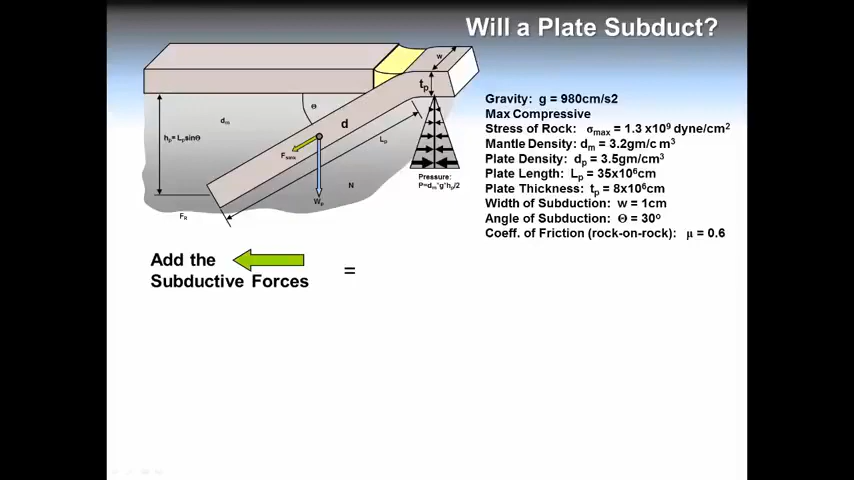 Will a Plate Subduct?
w
tp
Θ
dm
d
hp= LpsinΘ
Lp
N
Wp
FR
Pressure:
P=dm*g*hp/2
Gravity: g = 980cm/s2
Max Compressive
Stress of Rock: σmax = 1.3 x10⁹ dyne/cm²
Mantle Density: dm = 3.2gm/c m³
Plate Density: dp = 3.5gm/cm³
Plate Length: Lp = 35x10⁶cm
Plate Thickness: tp = 8x10⁶cm
Width of Subduction: w = 1cm
Angle of Subduction: Θ = 30º
Coeff. of Friction (rock-on-rock): μ = 0.6
Add the
Subductive Forces =